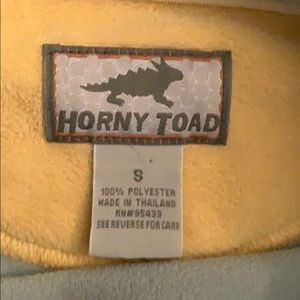 HORNY TOAD
S
100% POLYESTER
MADE IN THAILAND
RN#95433
SEE REVERSE FOR CARE